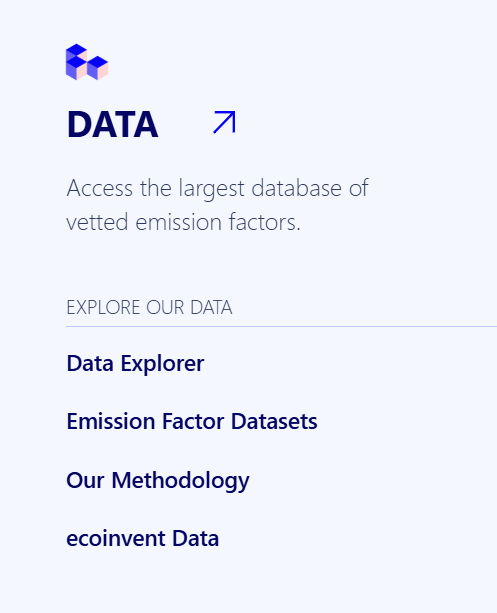 DATA
Access the largest database of
vetted emission factors.
EXPLORE OUR DATA
Data Explorer
Emission Factor Datasets
Our Methodology
ecoinvent Data